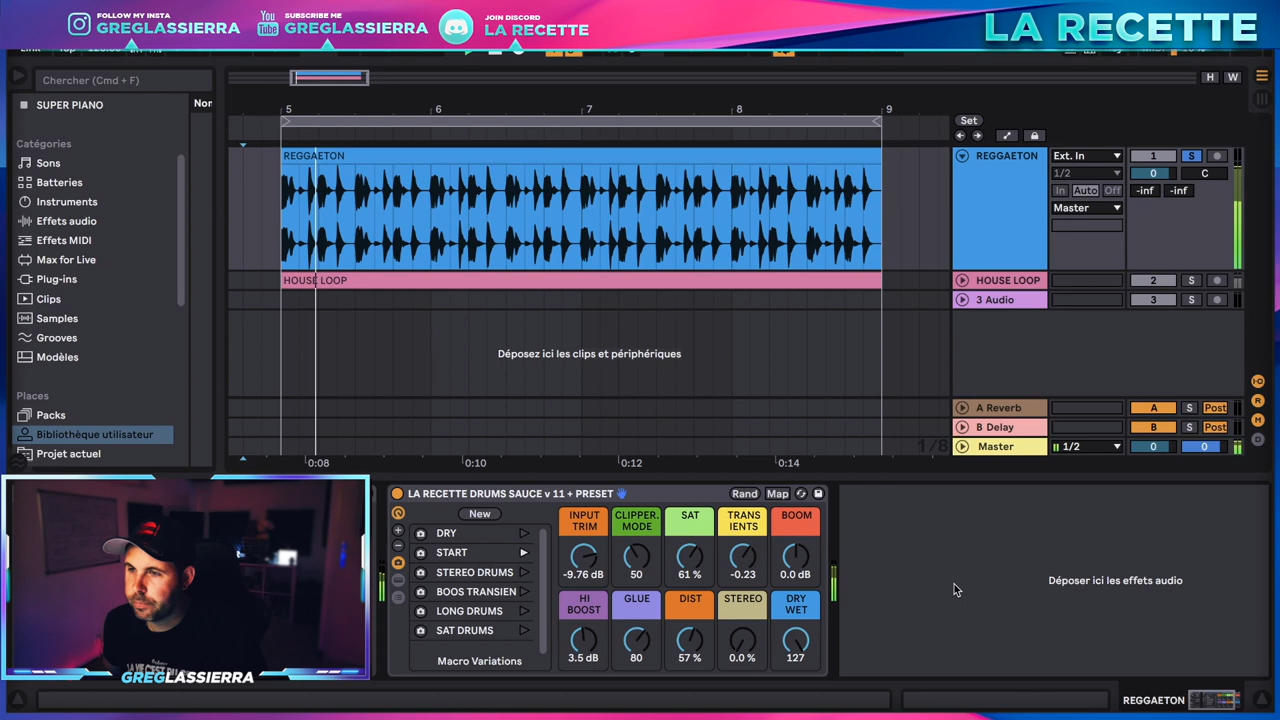 FOLLOW MY INSTA
GREGLASSIERRA
You
Tube
SUBSCRIBE ME
GREGLASSIERRA
JOIN DISCORD
LA RECETTE
LA RECETTE
Chercher (Cmd + F)
SUPER PIANO
Catégories
Sons
Batteries
Instruments
Effets audio
Effets MIDI
Max for Live
Plug-ins
Clips
Samples
Grooves
Modèles
Places
Packs
Bibliothèque utilisateur
Projet actuel
Non
H
W
5
6
7
8
9
Set
REGGAETON
HOUSE LOOP
Déposez ici les clips et périphériques
1/8
0:08
0:10
0:12
0:14
REGGAETON
Ext. In
1
S
1/2
0
C
In
Auto
Off
-inf
-inf
Master
HOUSE LOOP
2
S
3 Audio
3
S
A Reverb
A
S
Post
B Delay
B
S
Post
Master
1/2
0
0
I-O
R
M
D
LA RECETTE DRUMS SAUCE v 11 + PRESET
Rand
Map
New
DRY
START
STEREO DRUMS
BOOS TRANSIEN
LONG DRUMS
SAT DRUMS
Macro Variations
INPUT
TRIM
-9.76 dB
CLIPPER.
MODE
50
SAT
61 %
TRANS
IENTS
-0.23
BOOM
0.0 dB
HI
BOOST
3.5 dB
GLUE
80
DIST
57 %
STEREO
0.0 %
DRY
WET
127
Déposer ici les effets audio
GREGLASSIERRA
REGGAETON